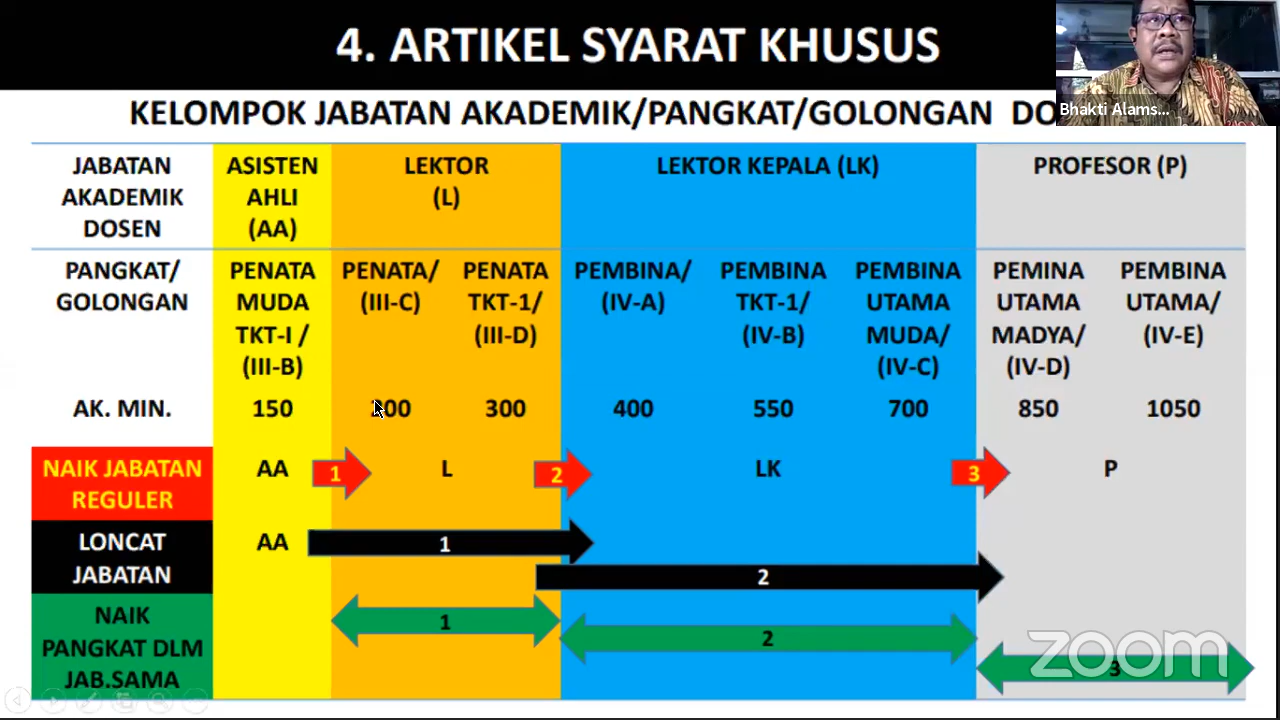 4. ARTIKEL SYARAT KHUSUS
Bhakti Alams...
KELOMPOK JABATAN AKADEMIK/PANGKAT/GOLONGAN
JABATAN AKADEMIK DOSEN
ASISTEN AHLI (AA)
LEKTOR (L)
LEKTOR KEPALA (LK)
PROFESOR (P)
PANGKAT/ GOLONGAN
PENATA MUDA TKT-I / (III-B)
PENATA/ (III-C)
PENATA TKT-1/ (III-D)
PEMBINA/ (IV-A)
PEMBINA TKT-1/ (IV-B)
PEMBINA UTAMA MUDA/ (IV-C)
PEMINA UTAMA MADYA/ (IV-D)
PEMBINA UTAMA/ (IV-E)
AK. MIN.
150
300
400
550
700
850
1050
NAIK JABATAN REGULER
AA
1
L
2
LK
3
P
LONCAT JABATAN
AA
1
2
NAIK PANGKAT DLM JAB.SAMA
1
2
3
zoom